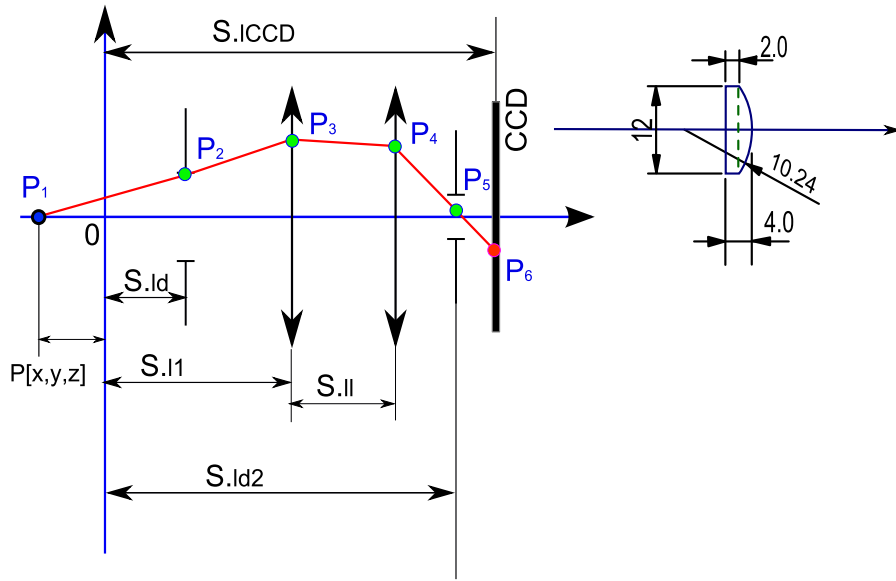 S.lCCD
CCD
P1
P2
P3
P4
P5
P6
0
S.ld
P[x,y,z]
S.l1
S.ll
S.ld2
2.0
12
10.24
4.0